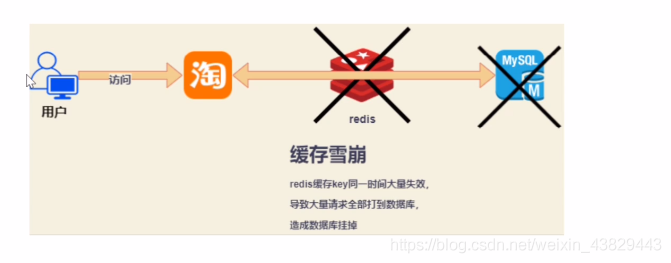 访问
淘
MySQL
M
用户
redis
缓存雪崩
redis缓存key同一时间大量失效,
导致大量请求全部打到数据库,
造成数据库挂掉
https://blog.csdn.net/weixin_43829443